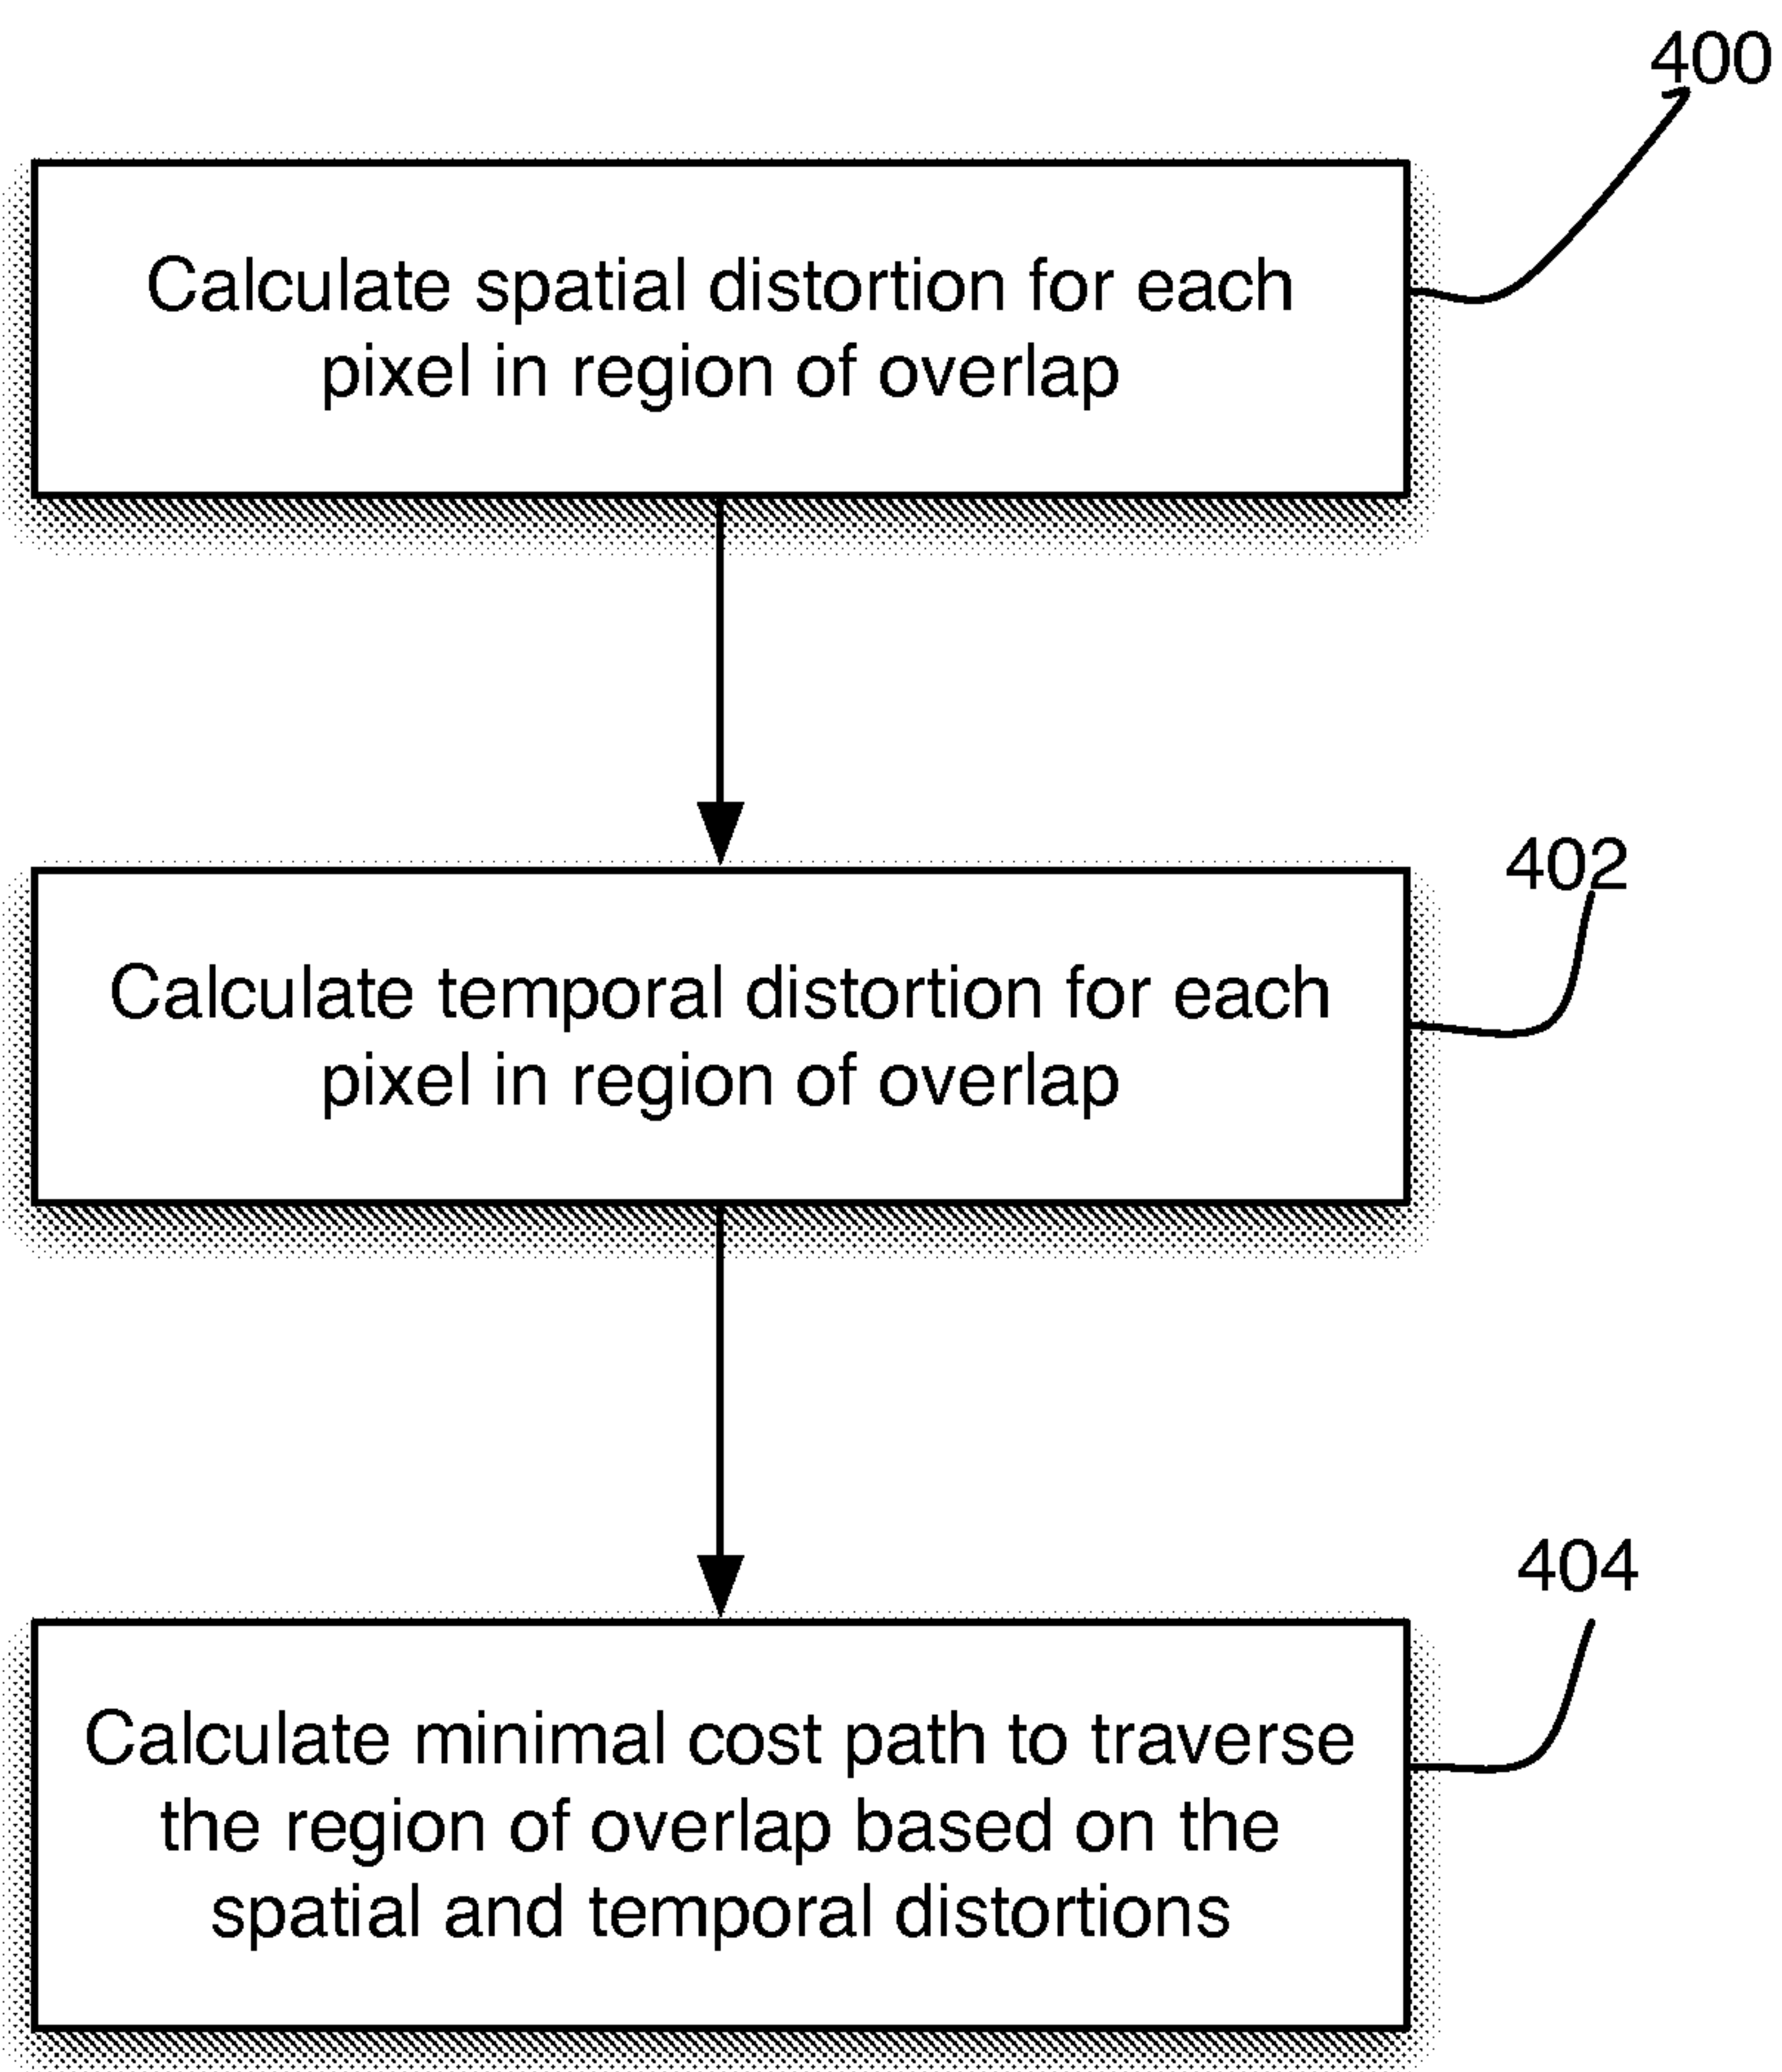 400
Calculate spatial distortion for each
pixel in region of overlap
402
Calculate temporal distortion for each
pixel in region of overlap
404
Calculate minimal cost path to traverse
the region of overlap based on the
spatial and temporal distortions